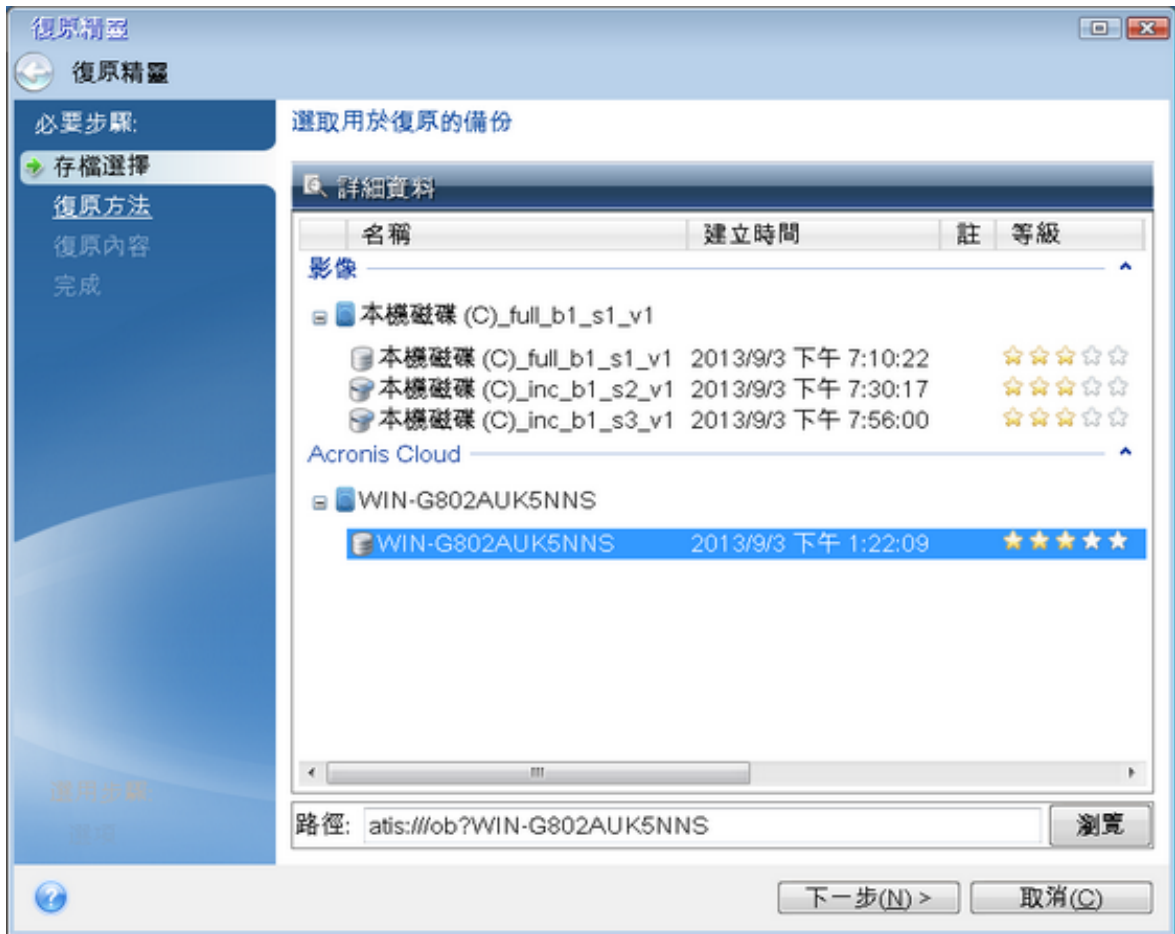 復原精靈
復原精靈
必要步驟:
存檔選擇
復原方法
復原內容
完成
選項
選取用於復原的備份
詳細資料
名稱 建立時間 註 等級
影像
本機磁碟 (C)_full_b1_s1_v1
本機磁碟 (C)_full_b1_s1_v1 2013/9/3 下午 7:10:22
本機磁碟 (C)_inc_b1_s2_v1 2013/9/3 下午 7:30:17
本機磁碟 (C)_inc_b1_s3_v1 2013/9/3 下午 7:56:00
Acronis Cloud
WIN-G802AUK5NNS
WIN-G802AUK5NNS 2013/9/3 下午 1:22:09
路徑: atis:///ob?WIN-G802AUK5NNS 瀏覽
下一步(N) > 取消(C)